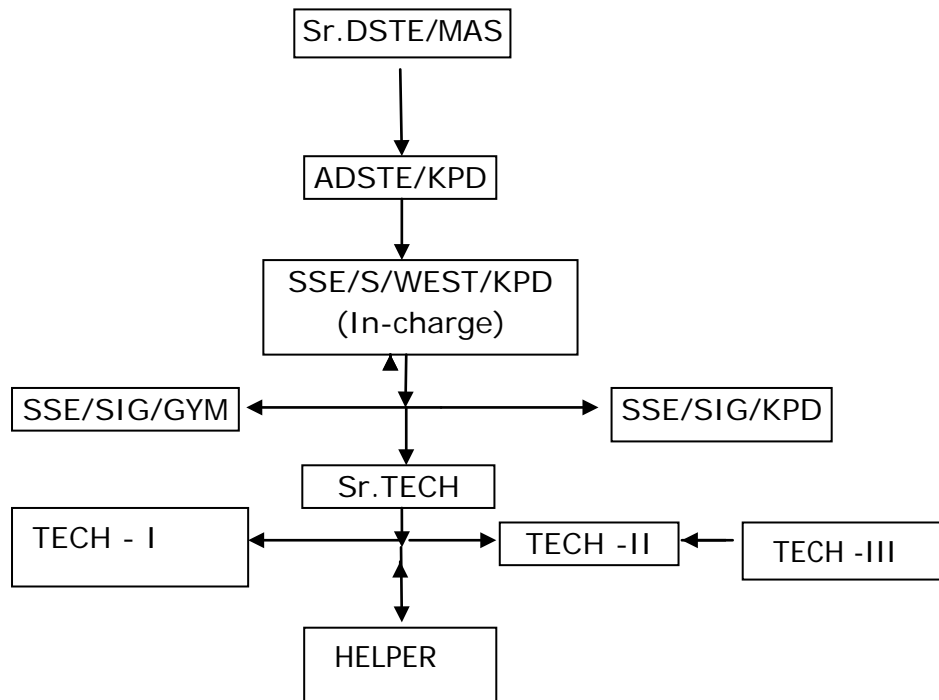 Sr.DSTE/MAS
ADSTE/KPD
SSE/S/WEST/KPD
(In-charge)
SSE/SIG/GYM
SSE/SIG/KPD
Sr.TECH
TECH - I
TECH -II
TECH -III
HELPER